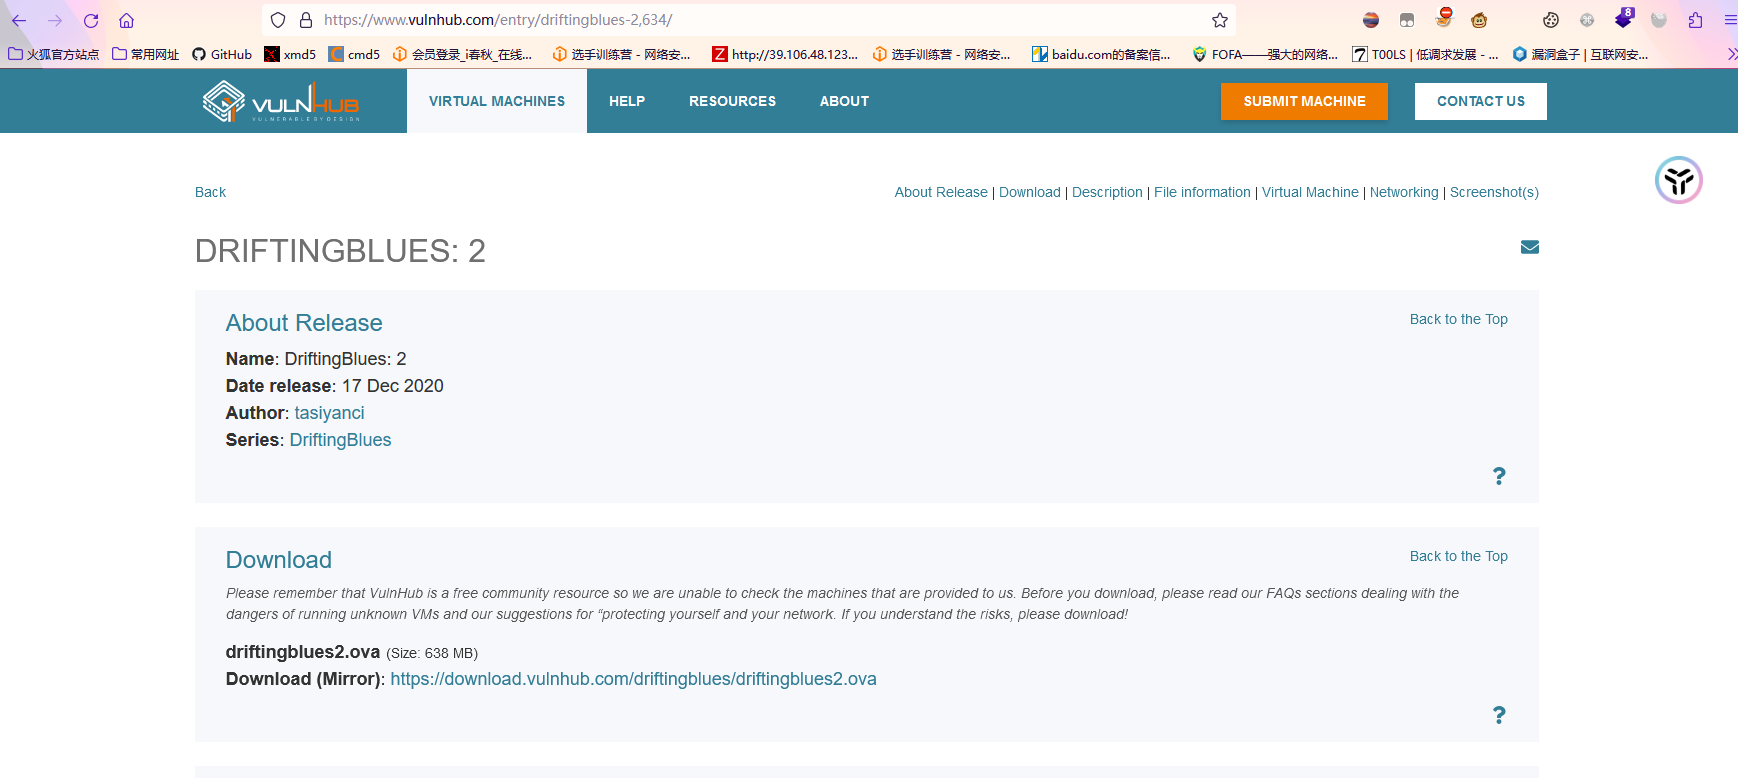 https://www.vulnhub.com/entry/driftingblues-2,634/
8
火狐官方站点 常用网址 GitHub xmd5 cmd5 会员登录_i春秋_在线... 选手训练营 - 网络安... http://39.106.48.123... 选手训练营 - 网络安... baidu.com的备案信... FOFA——强大的网络... T00LS | 低调求发展 - ... 漏洞盒子 | 互联网安...
VULNHUB
VULNERABLE BY DESIGN
VIRTUAL MACHINES HELP RESOURCES ABOUT SUBMIT MACHINE CONTACT US
Back About Release | Download | Description | File information | Virtual Machine | Networking | Screenshot(s)
DRIFTINGBLUES: 2
About Release Back to the Top
Name: DriftingBlues: 2
Date release: 17 Dec 2020
Author: tasiyanci
Series: DriftingBlues
?
Download Back to the Top
Please remember that VulnHub is a free community resource so we are unable to check the machines that are provided to us. Before you download, please read our FAQs sections dealing with the
dangers of running unknown VMs and our suggestions for “protecting yourself and your network. If you understand the risks, please download!
driftingblues2.ova (Size: 638 MB)
Download (Mirror): https://download.vulnhub.com/driftingblues/driftingblues2.ova
?